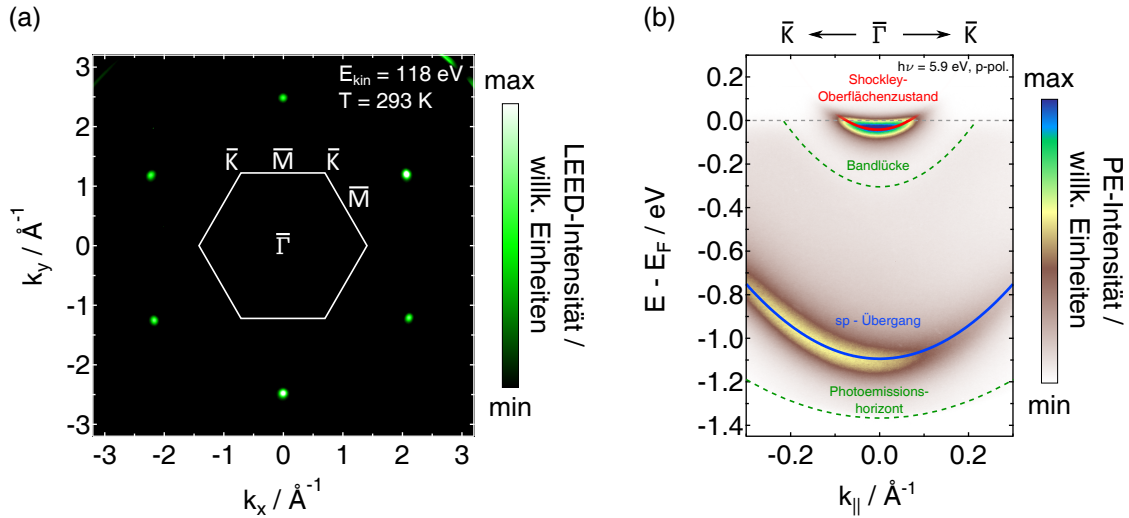 (a)
E_kin = 118 eV
T = 293 K
K̄ M̄ K̄
M̄
Γ̄
3
2
1
0
-1
-2
-3
k_y / Å⁻¹
-3 -2 -1 0 1 2 3
k_x / Å⁻¹
max
min
LEED-Intensität /
willk. Einheiten
(b)
K̄ ← Γ̄ → K̄
hν = 5.9 eV, p-pol.
Shockley-
Oberflächenzustand
Bandlücke
sp - Übergang
Photoemissions-
horizont
0.2
0.0
-0.2
-0.4
-0.6
-0.8
-1.0
-1.2
-1.4
E - E_F / eV
-0.2 0.0 0.2
k_|| / Å⁻¹
max
min
PE-Intensität /
willk. Einheiten